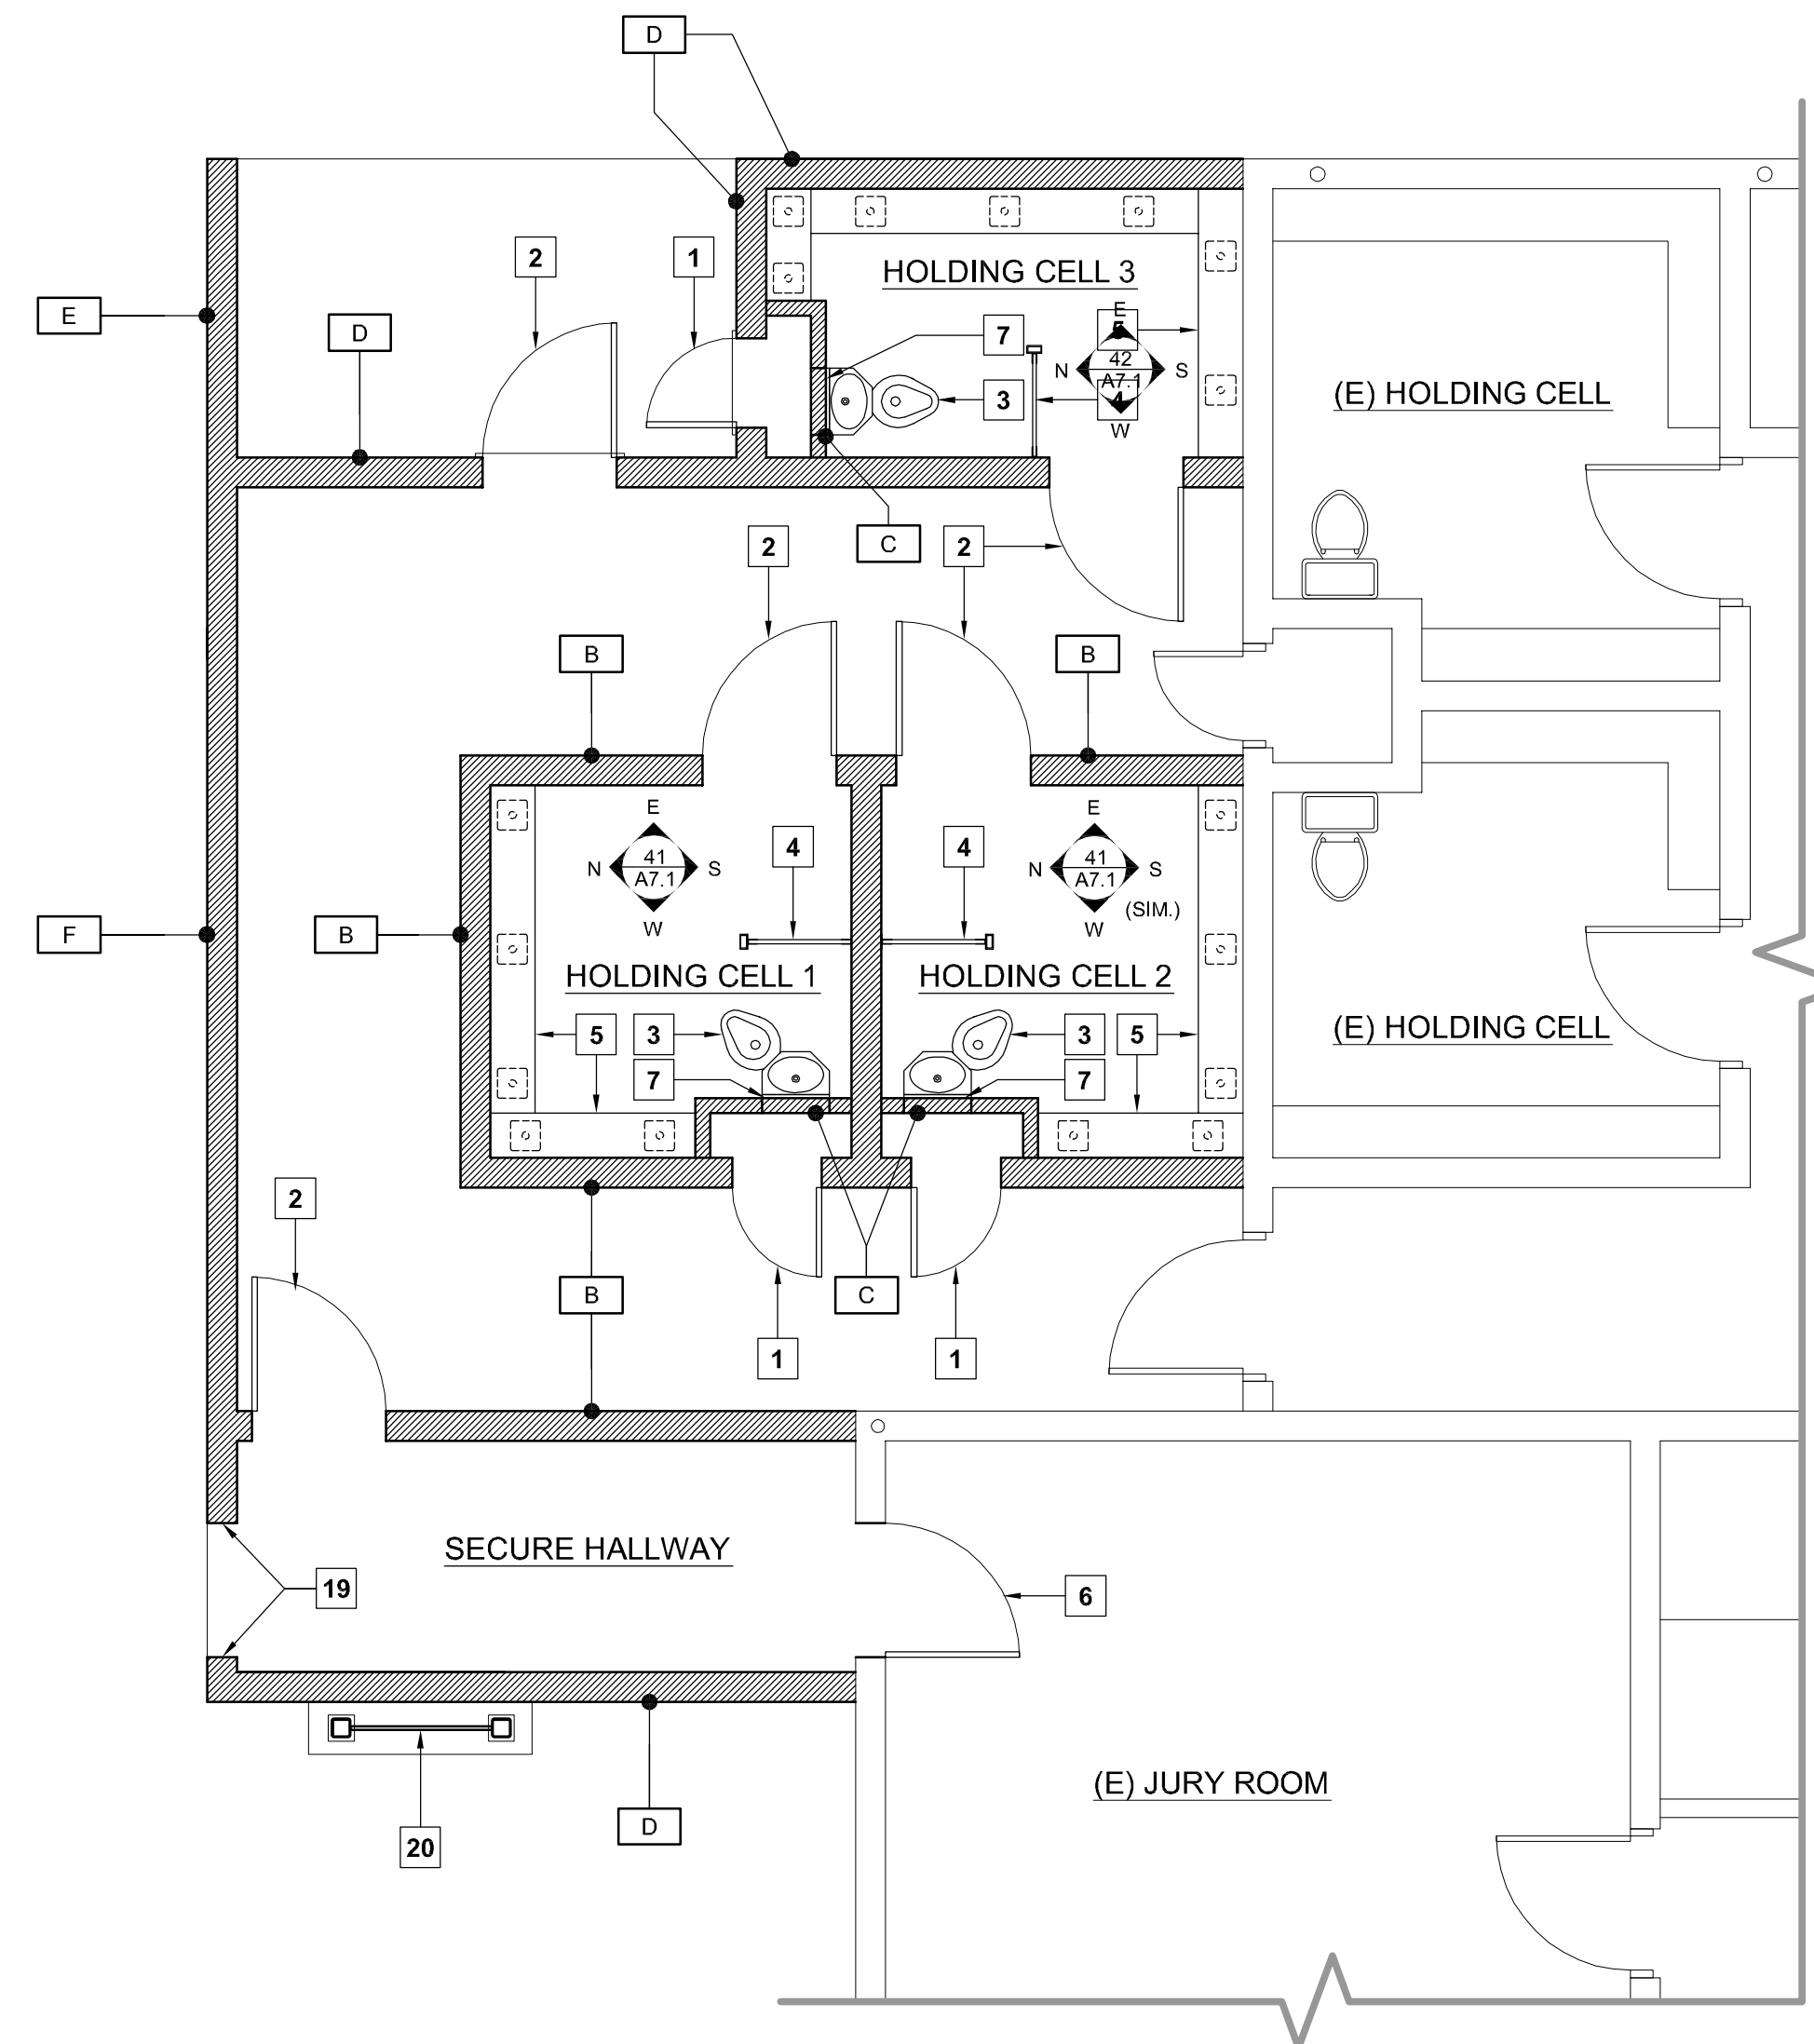 D
2
1
HOLDING CELL 3
E
D
7
E
5
42
A7.1
N
S
W
3
4
(E) HOLDING CELL
C
2
2
B
B
E
41
A7.1
N
S
W
4
4
E
41
A7.1
N
S
W
(SIM.)
F
B
HOLDING CELL 1
HOLDING CELL 2
5
3
3
5
7
7
(E) HOLDING CELL
2
B
C
1
1
SECURE HALLWAY
19
6
(E) JURY ROOM
D
20